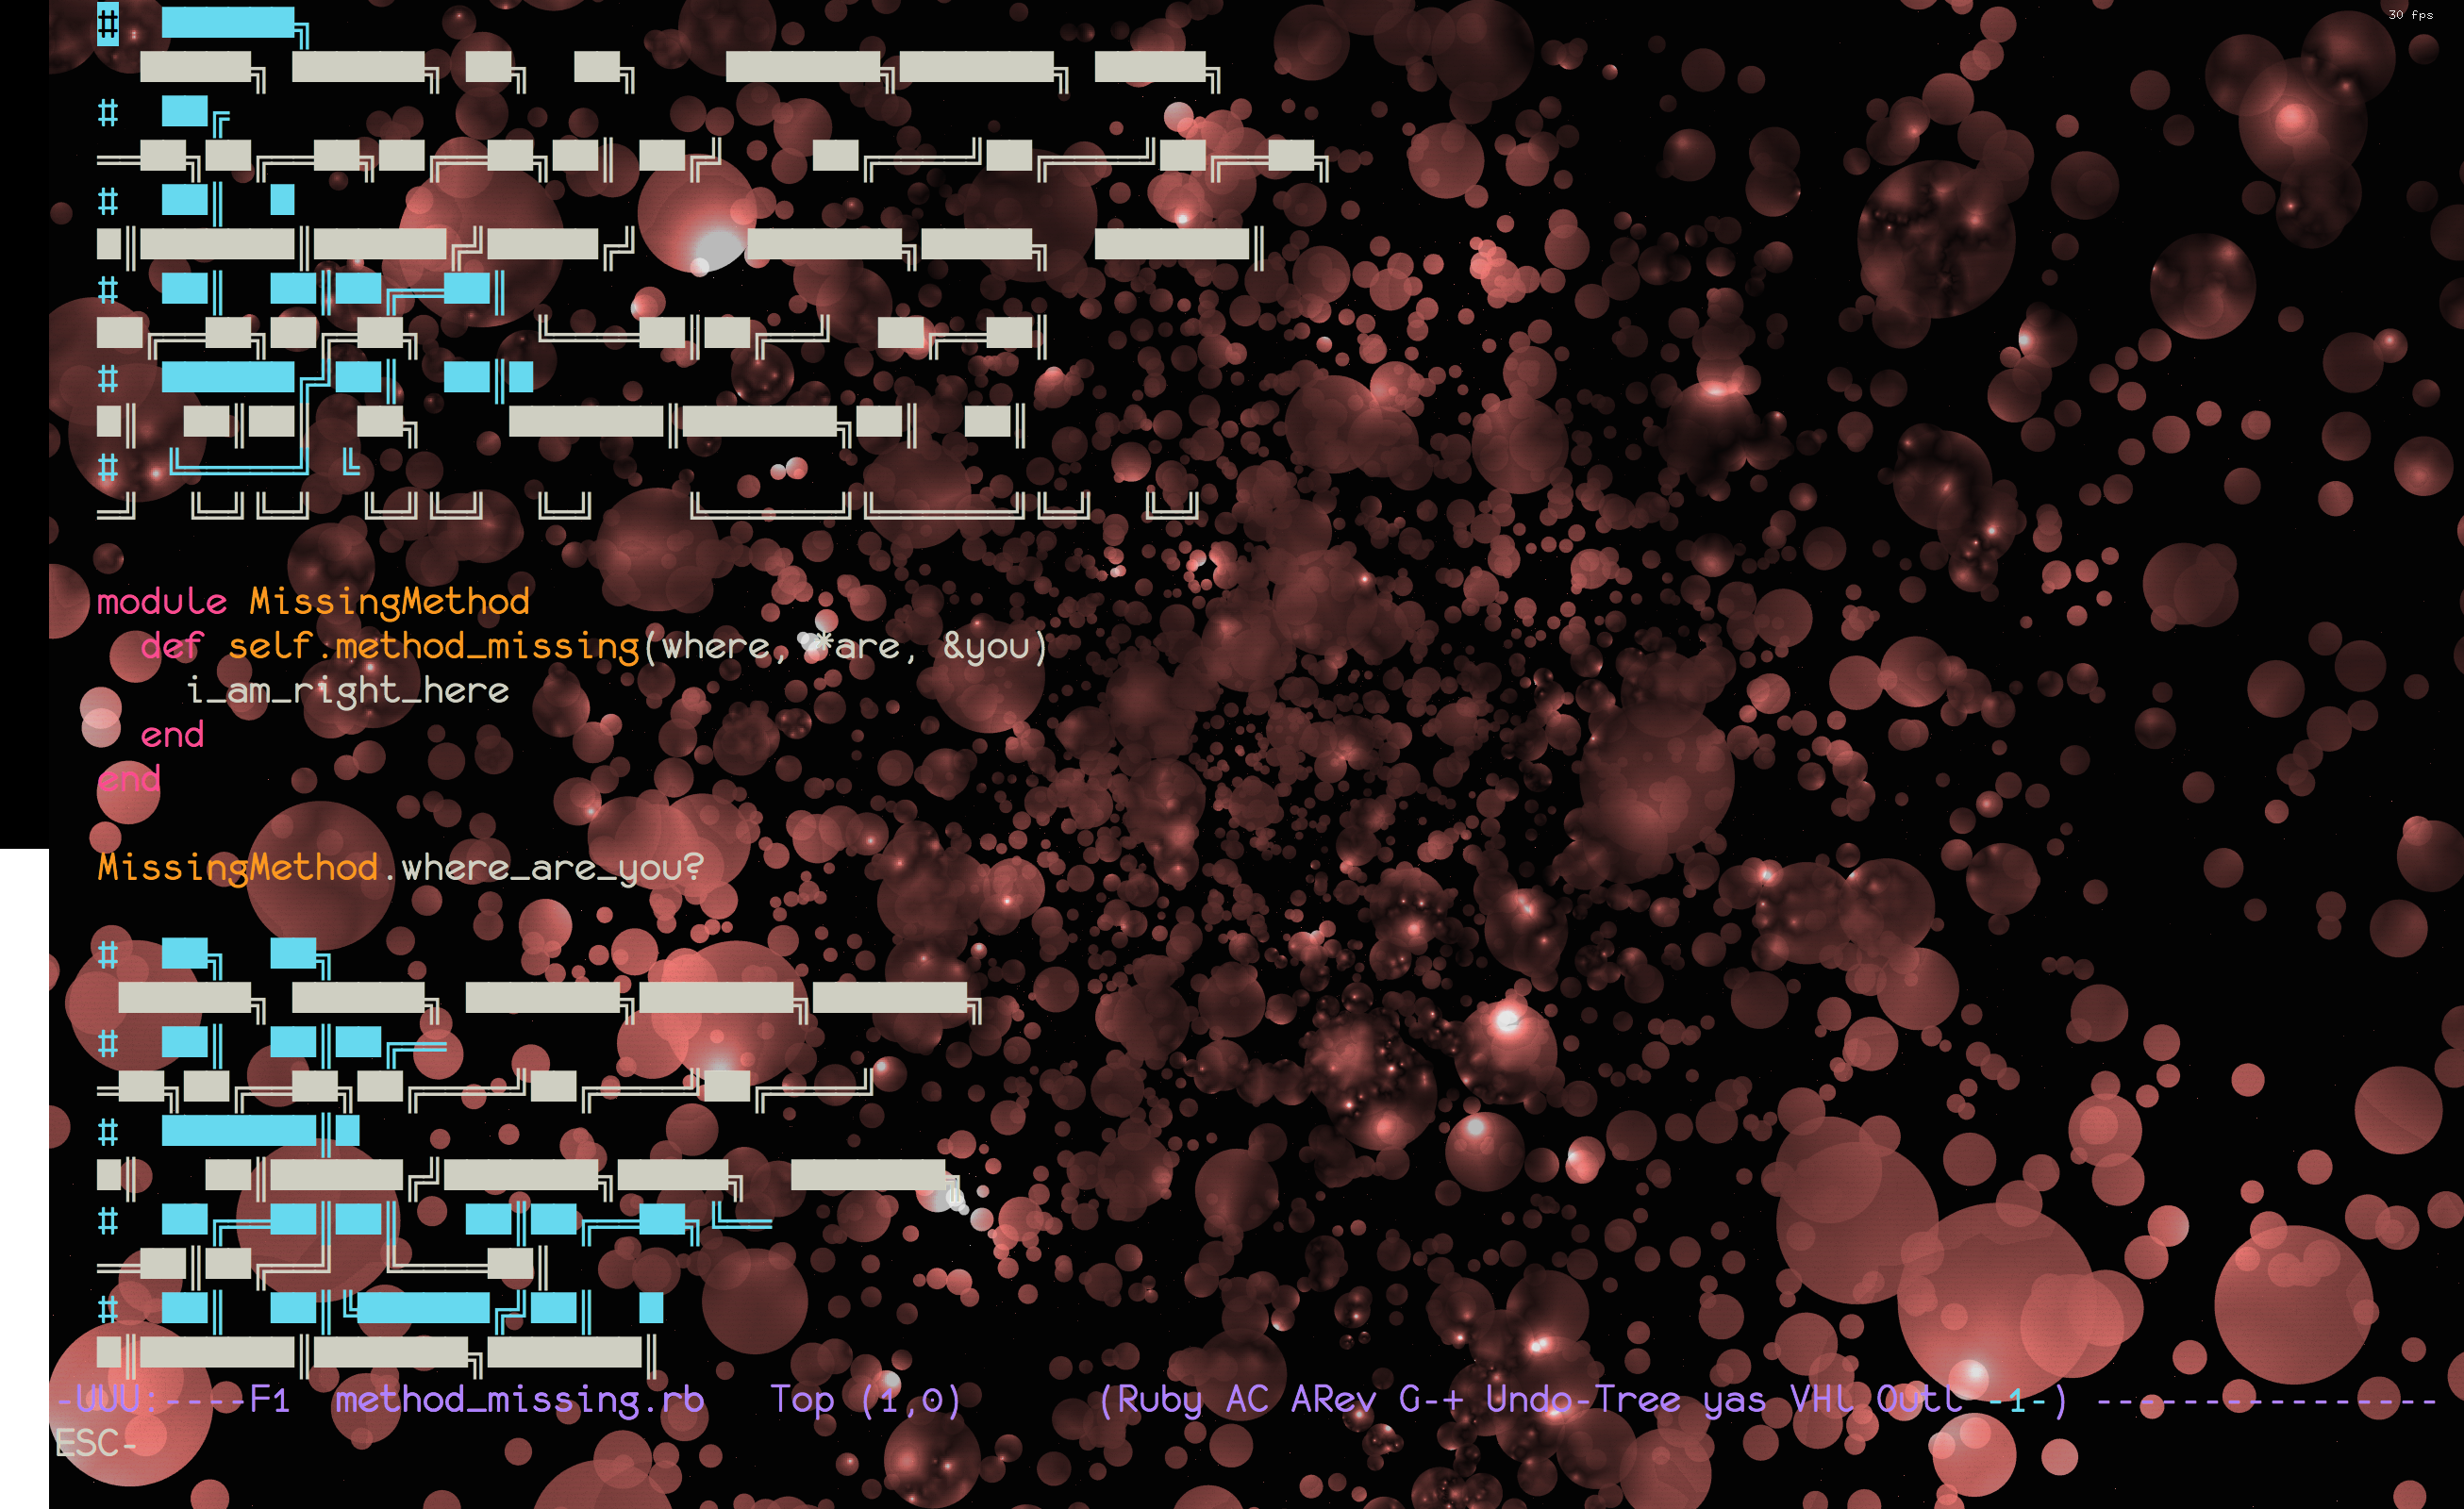 30 fps
#
#
#
#
#
#
module MissingMethod
def self.method_missing(where, *are, &you)
i_am_right_here
end
end
MissingMethod.where_are_you?
#
#
#
#
#
-UUU:----F1 method_missing.rb Top (1,0) (Ruby AC ARev G-+ Undo-Tree yas VHl Outl -1-) ----------------
ESC-